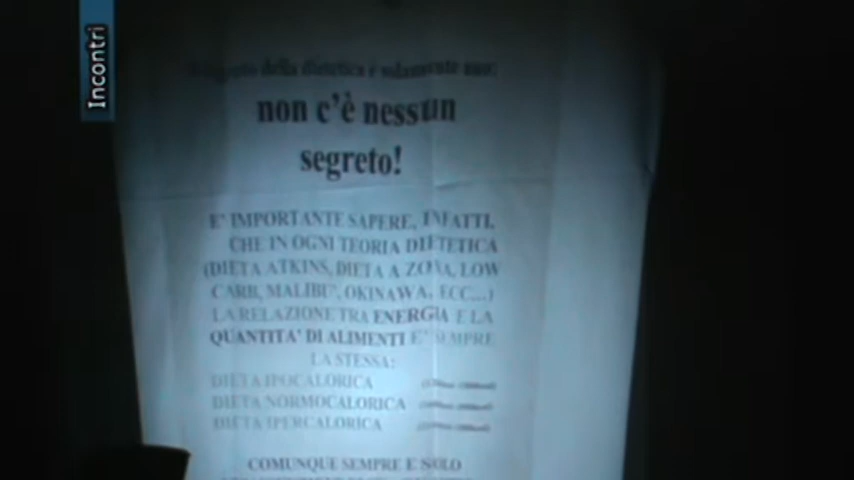 Incontri
della dietetica è solamente uno:
non c'è nessun
segreto!
E' IMPORTANTE SAPERE, INFATTI,
CHE IN OGNI TEORIA DIETETICA
(DIETA ATKINS, DIETA A ZONA, LOW
CARB, MALIBU', OKINAWA, ECC...)
LA RELAZIONE TRA ENERGIA E LA
QUANTITA' DI ALIMENTI E' SEMPRE
LA STESSA:
DIETA IPOCALORICA
DIETA NORMOCALORICA
DIETA IPERCALORICA
COMUNQUE SEMPRE E SOLO